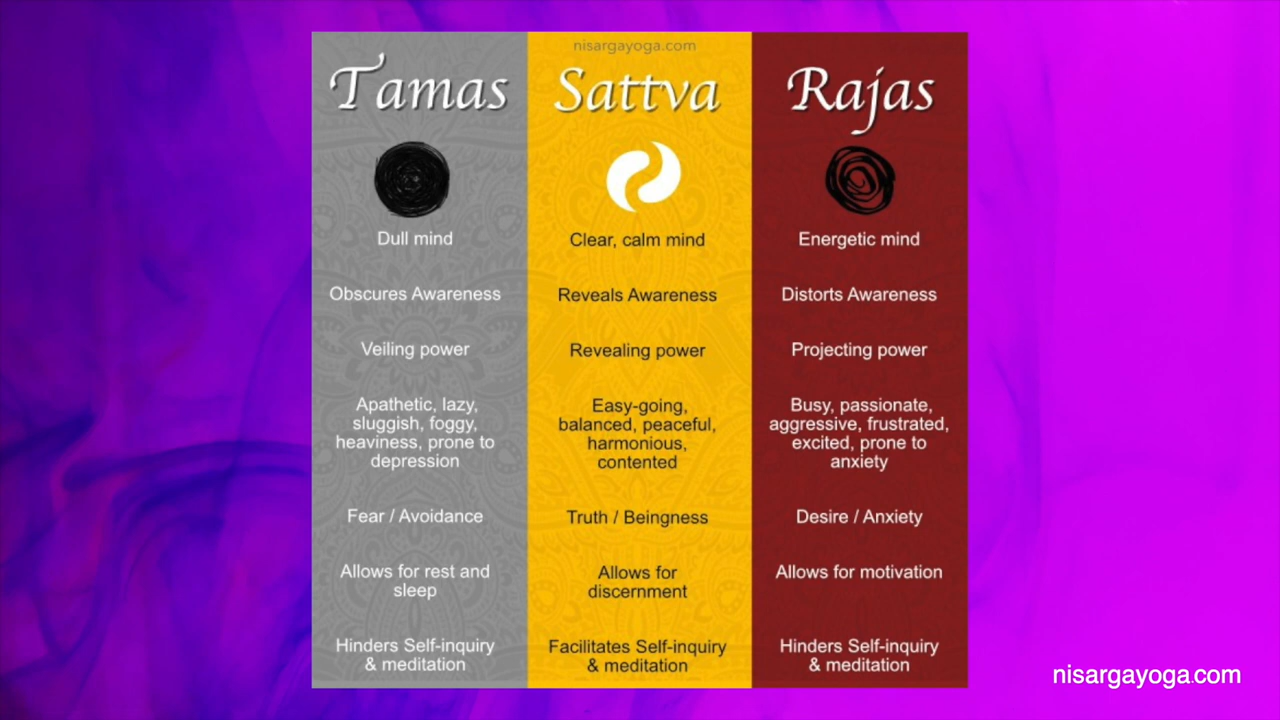 nisargayoga.com
Tamas
Sattva
Rajas
Dull mind
Clear, calm mind
Energetic mind
Obscures Awareness
Reveals Awareness
Distorts Awareness
Veiling power
Revealing power
Projecting power
Apathetic, lazy,
sluggish, foggy,
heaviness, prone to
depression
Easy-going,
balanced, peaceful,
harmonious,
contented
Busy, passionate,
aggressive, frustrated,
excited, prone to
anxiety
Fear / Avoidance
Truth / Beingness
Desire / Anxiety
Allows for rest and
sleep
Allows for
discernment
Allows for motivation
Hinders Self-inquiry
& meditation
Facilitates Self-inquiry
& meditation
Hinders Self-inquiry
& meditation
nisargayoga.com